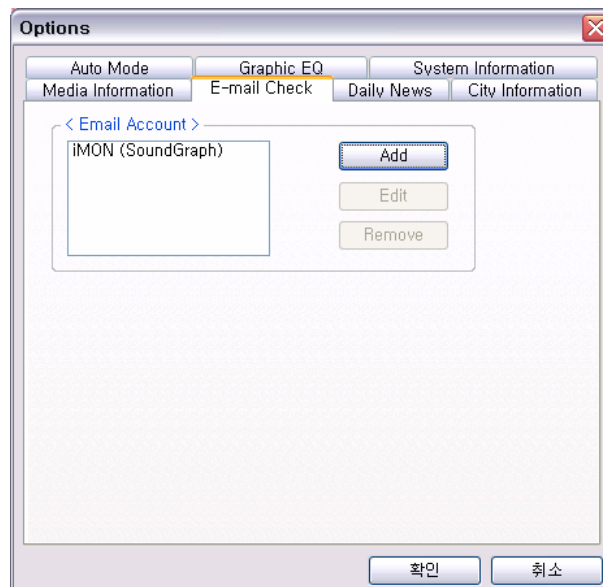 Options
Auto Mode Graphic EQ System Information
Media Information E-mail Check Daily News City Information
< Email Account >
iMON (SoundGraph)
Add
Edit
Remove
확인 취소